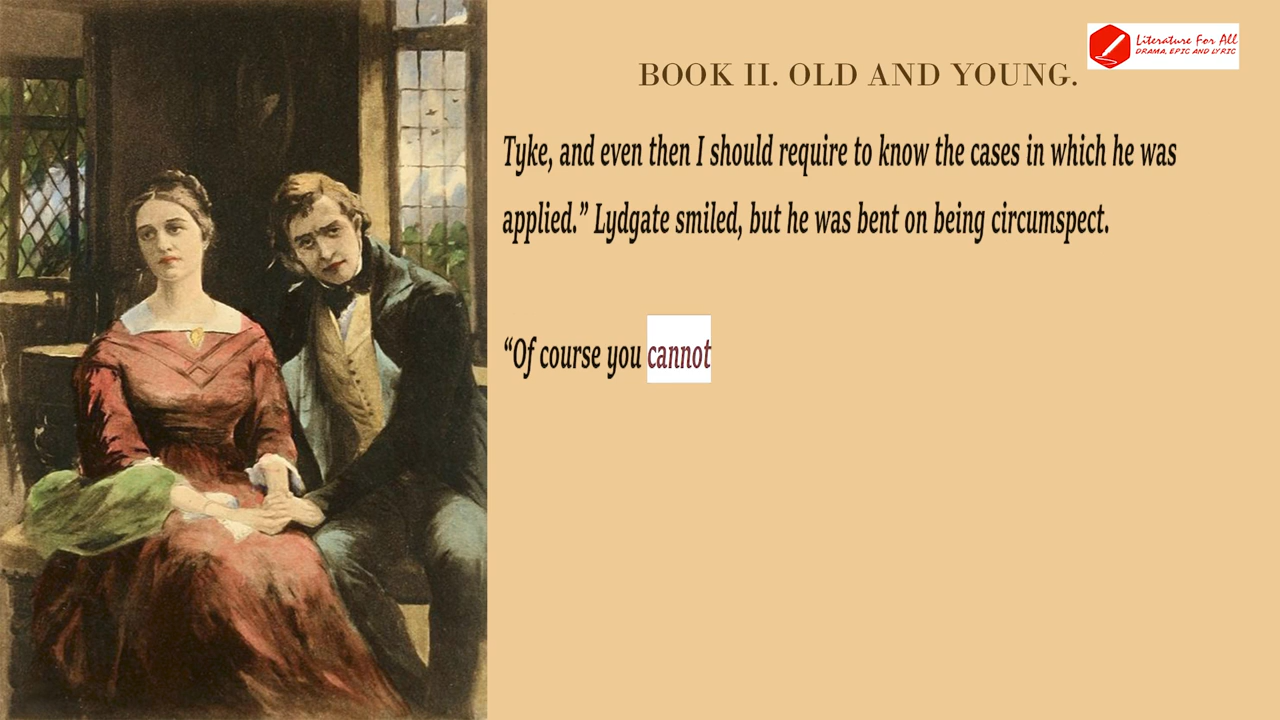 Literature For All
DRAMA, EPIC AND LYRIC
BOOK II. OLD AND YOUNG.
Tyke, and even then I should require to know the cases in which he was
applied.” Lydgate smiled, but he was bent on being circumspect.
“Of course you cannot